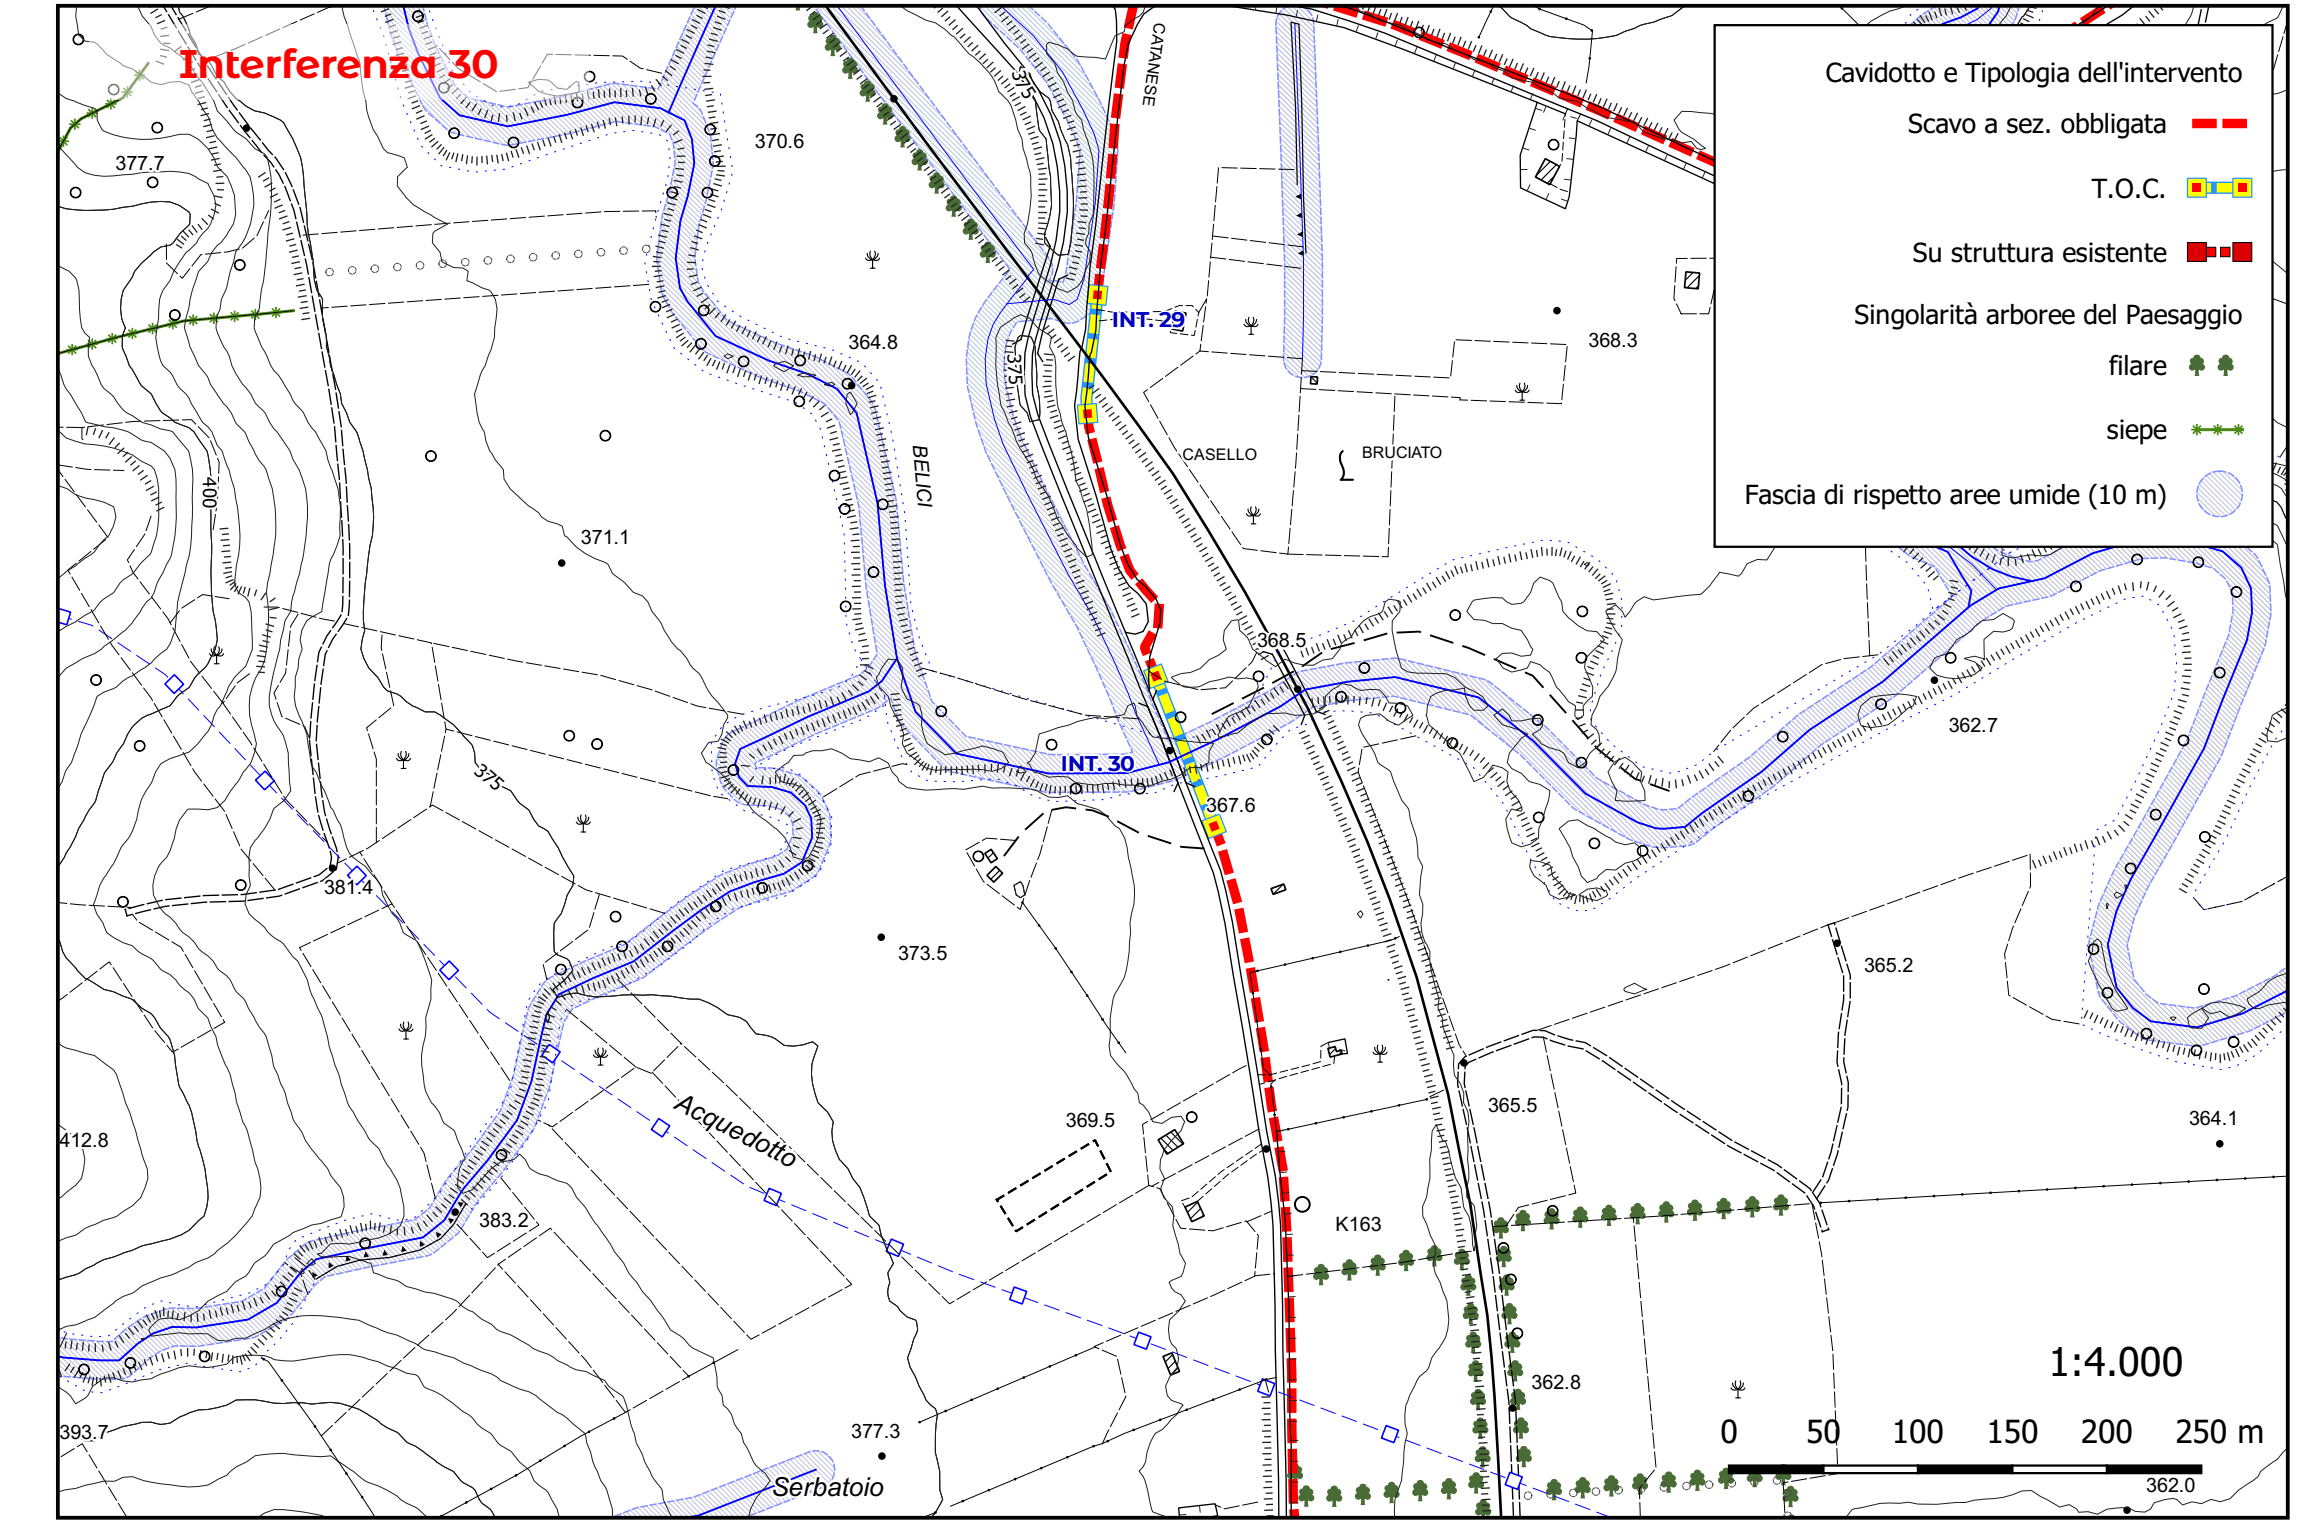 Interferenza 30
CATANESE
375
Cavidotto e Tipologia dell'intervento
Scavo a sez. obbligata
T.O.C.
Su struttura esistente
Singolarità arboree del Paesaggio
filare
siepe
Fascia di rispetto aree umide (10 m)
377.7
370.6
INT. 29
364.8
375
368.3
CASELLO
BRUCIATO
BELICI
400
371.1
368.5
362.7
INT. 30
375
367.6
381.4
373.5
365.2
Acquedotto
369.5
365.5
364.1
412.8
383.2
K163
1:4.000
362.8
0 50 100 150 200 250 m
393.7
377.3
Serbatoio
362.0